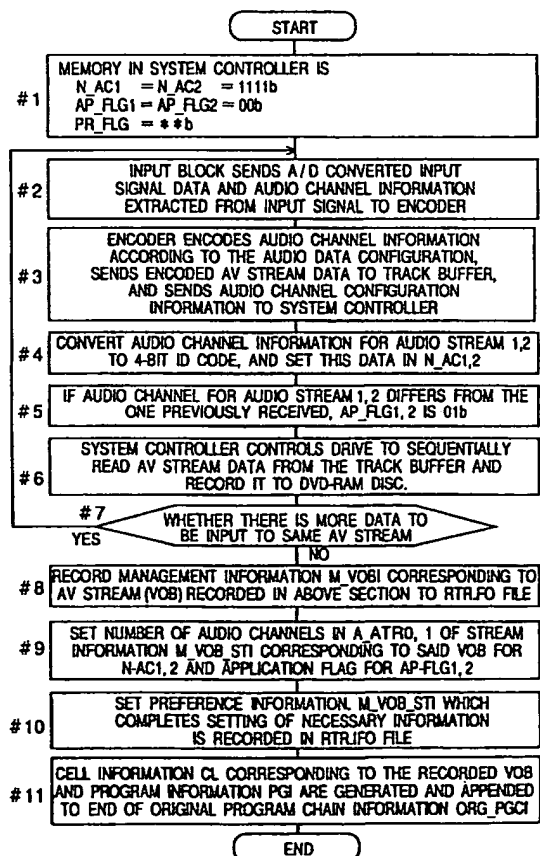 START
MEMORY IN SYSTEM CONTROLLER IS
N_AC1 = N_AC2 = 1111b
#1
AP_FLG1 = AP_FLG2 = 00b
PR_FLG = **b
INPUT BLOCK SENDS A/D CONVERTED INPUT
#2
SIGNAL DATA AND AUDIO CHANNEL INFORMATION
EXTRACTED FROM INPUT SIGNAL TO ENCODER
ENCODER ENCODES AUDIO CHANNEL INFORMATION
ACCORDING TO THE AUDIO DATA CONFIGURATION,
#3
SENDS ENCODED AV STREAM DATA TO TRACK BUFFER,
AND SENDS AUDIO CHANNEL CONFIGURATION
INFORMATION TO SYSTEM CONTROLLER
#4
CONVERT AUDIO CHANNEL INFORMATION FOR AUDIO STREAM 1,2
TO 4-BIT ID CODE, AND SET THIS DATA IN N_AC1,2
#5
IF AUDIO CHANNEL FOR AUDIO STREAM 1,2 DIFFERS FROM THE
ONE PREVIOUSLY RECEIVED, AP_FLG1,2 IS 01b
SYSTEM CONTROLLER CONTROLS DRIVE TO SEQUENTIALLY
#6
READ AV STREAM DATA FROM THE TRACK BUFFER AND
RECORD IT TO DVD-RAM DISC.
#7
YES
WHETHER THERE IS MORE DATA TO
BE INPUT TO SAME AV STREAM
NO
#8
RECORD MANAGEMENT INFORMATION M_VOBI CORRESPONDING TO
AV STREAM (VOB) RECORDED IN ABOVE SECTION TO RTR.IFO FILE
#9
SET NUMBER OF AUDIO CHANNELS IN A_ATR0, 1 OF STREAM
INFORMATION M_VOB_STI CORRESPONDING TO SAID VOB FOR
N-AC1,2 AND APPLICATION FLAG FOR AP-FLG1,2
#10
SET PREFERENCE INFORMATION. M_VOB_STI WHICH
COMPLETES SETTING OF NECESSARY INFORMATION
IS RECORDED IN RTR.IFO FILE
#11
CELL INFORMATION CL CORRESPONDING TO THE RECORDED VOB
AND PROGRAM INFORMATION PGI ARE GENERATED AND APPENDED
TO END OF ORIGINAL PROGRAM CHAIN INFORMATION ORG_PGCI
END